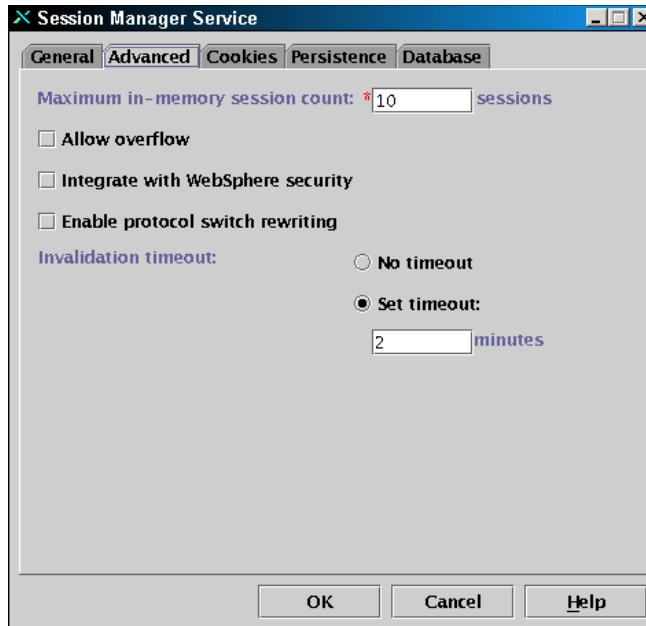 Session Manager Service
General Advanced Cookies Persistence Database
Maximum in-memory session count: *10 sessions
Allow overflow
Integrate with WebSphere security
Enable protocol switch rewriting
Invalidation timeout: No timeout
Set timeout:
2 minutes
OK Cancel Help